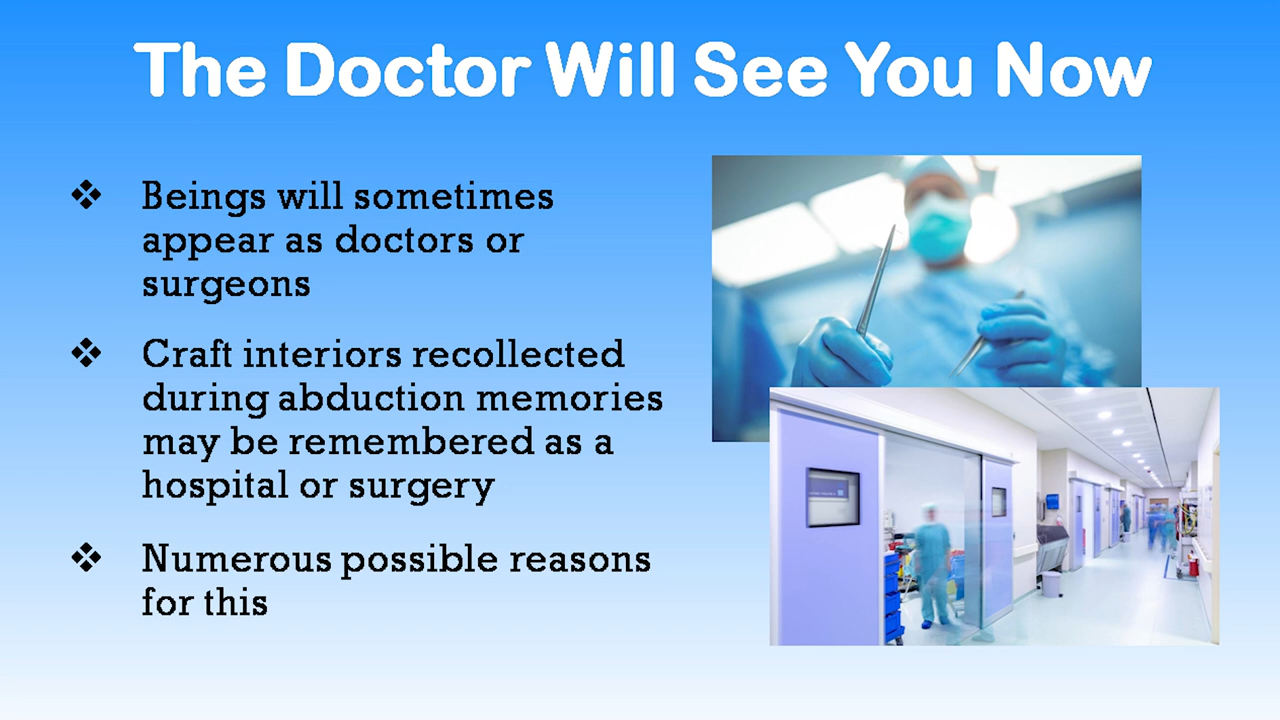 The Doctor Will See You Now
❖ Beings will sometimes
appear as doctors or
surgeons
❖ Craft interiors recollected
during abduction memories
may be remembered as a
hospital or surgery
❖ Numerous possible reasons
for this